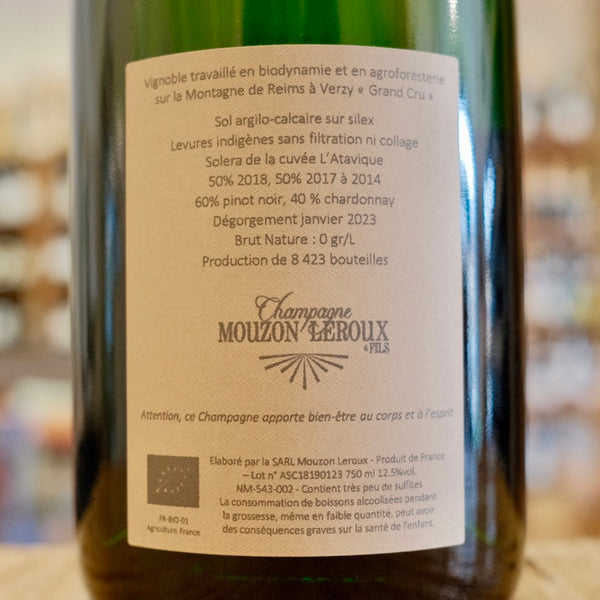 Vignoble travaillé en biodynamie et en agroforesterie
sur la Montagne de Reims à Verzy « Grand Cru »
Sol argilo-calcaire sur silex
Levures indigènes sans filtration ni collage
Solera de la cuvée L'Atavique
50% 2018, 50% 2017 à 2014
60% pinot noir, 40 % chardonnay
Dégorgement janvier 2023
Brut Nature : 0 gr/L
Production de 8 423 bouteilles
Champagne
MOUZON LEROUX
& FILS
Attention, ce Champagne apporte bien-être au corps et à l'esprit
Elaboré par la SARL Mouzon Leroux - Produit de France
– Lot n° ASC18190123 750 ml 12.5%vol.
NM-543-002 - Contient très peu de sulfites
La consommation de boissons alcoolisées pendant
la grossesse, même en faible quantité, peut avoir
des conséquences graves sur la santé de l'enfant.
FR-BIO 01
Agriculture France